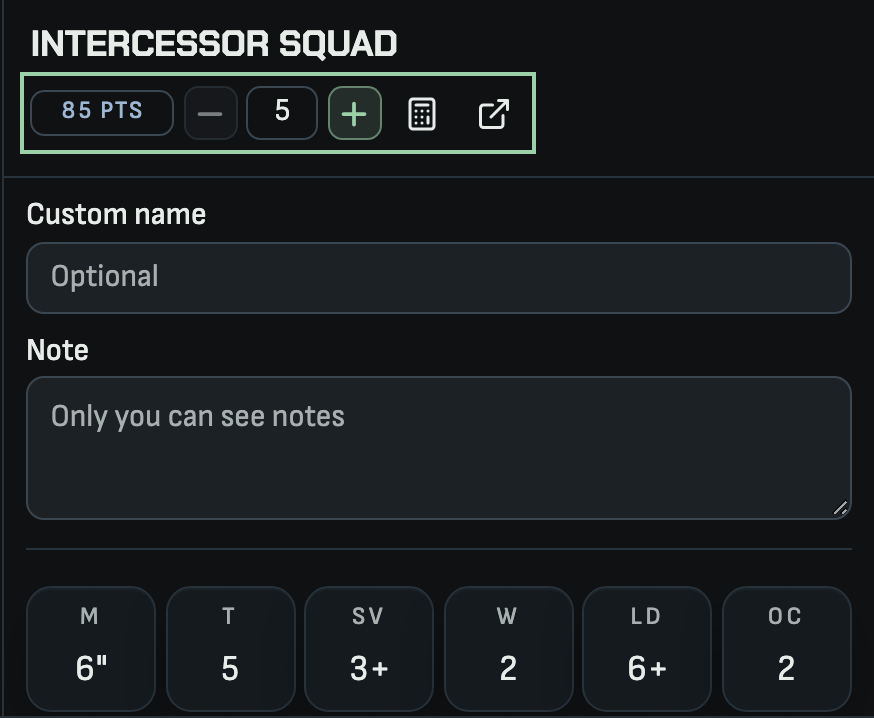 INTERCESSOR SQUAD
85 PTS — 5 +
Custom name
Optional
Note
Only you can see notes
M T SV W LD OC
6" 5 3+ 2 6+ 2